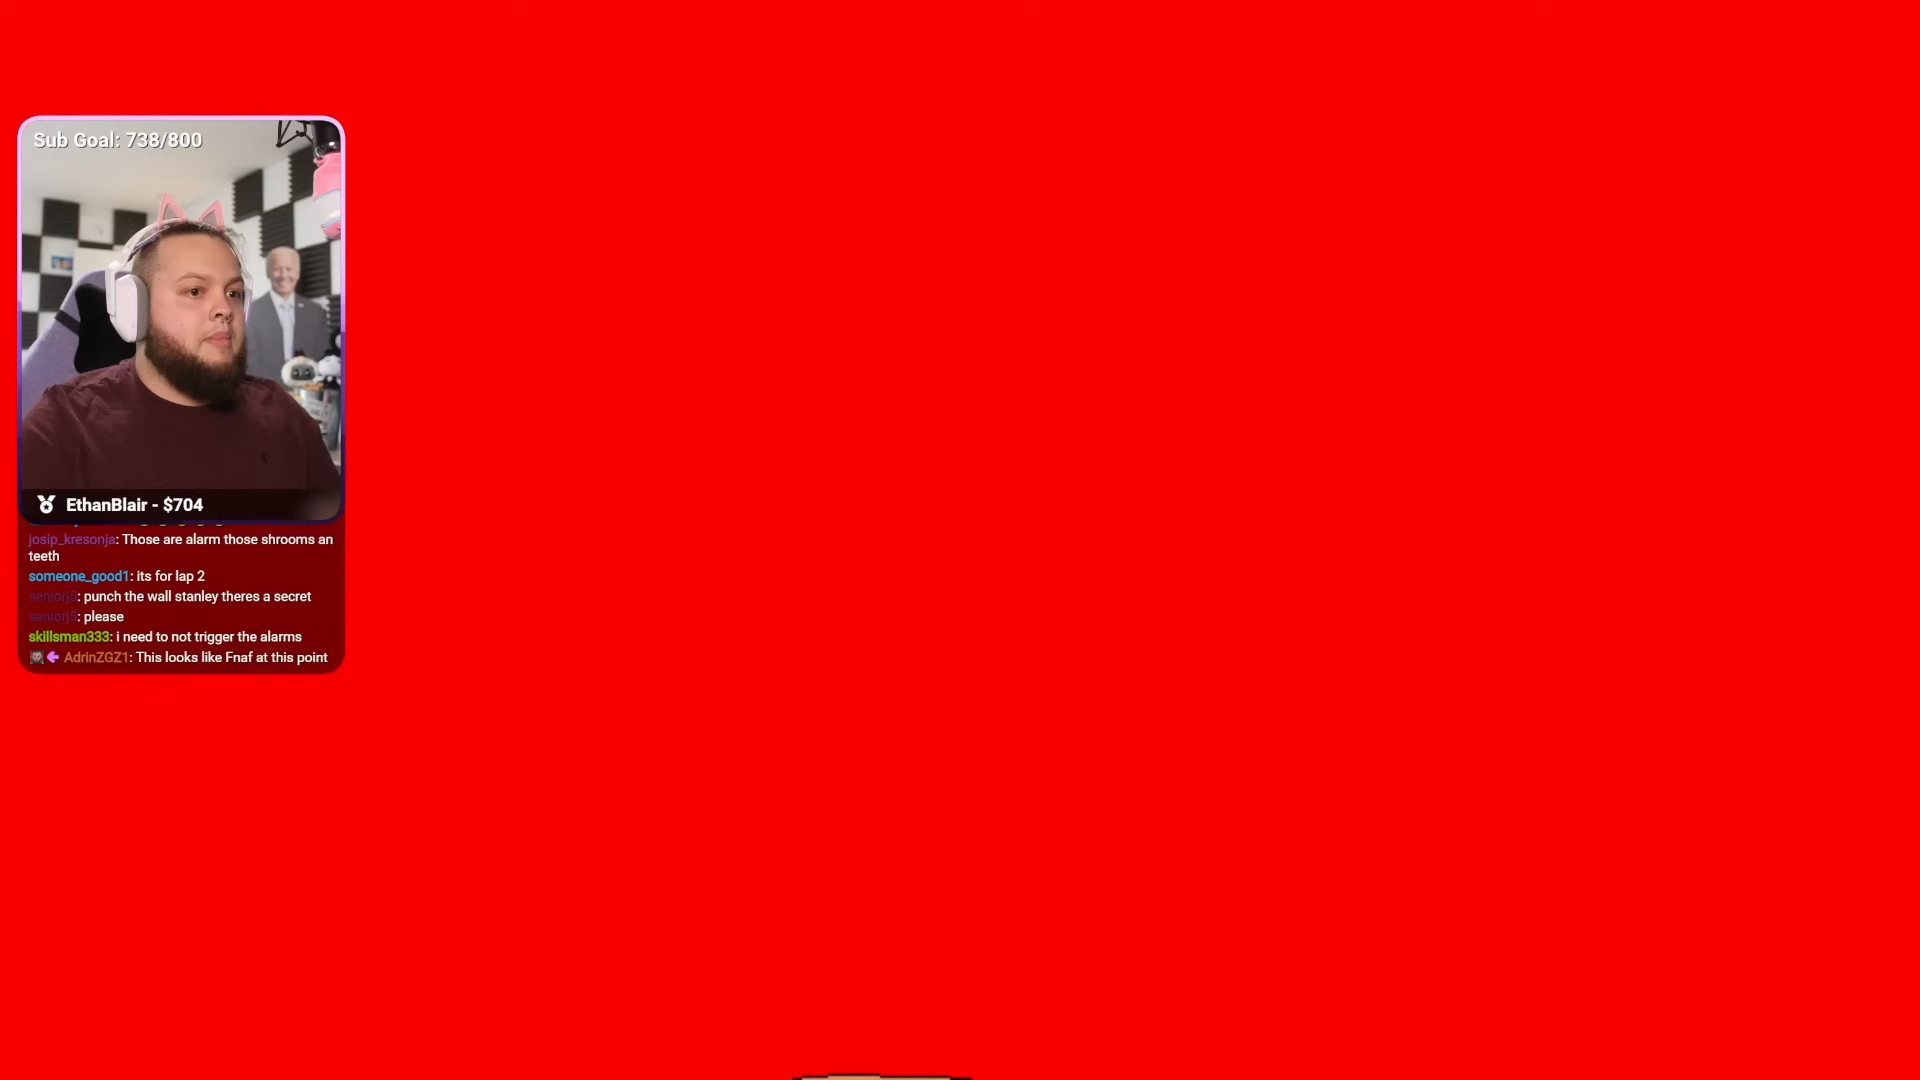 Sub Goal: 738/800
EthanBlair - $704
josip_kresonja: Those are alarm those shrooms an
teeth
someone_good1: its for lap 2
seniorj5: punch the wall stanley theres a secret
seniorj5: please
skillsman333: i need to not trigger the alarms
AdrinZGZ1: This looks like Fnaf at this point